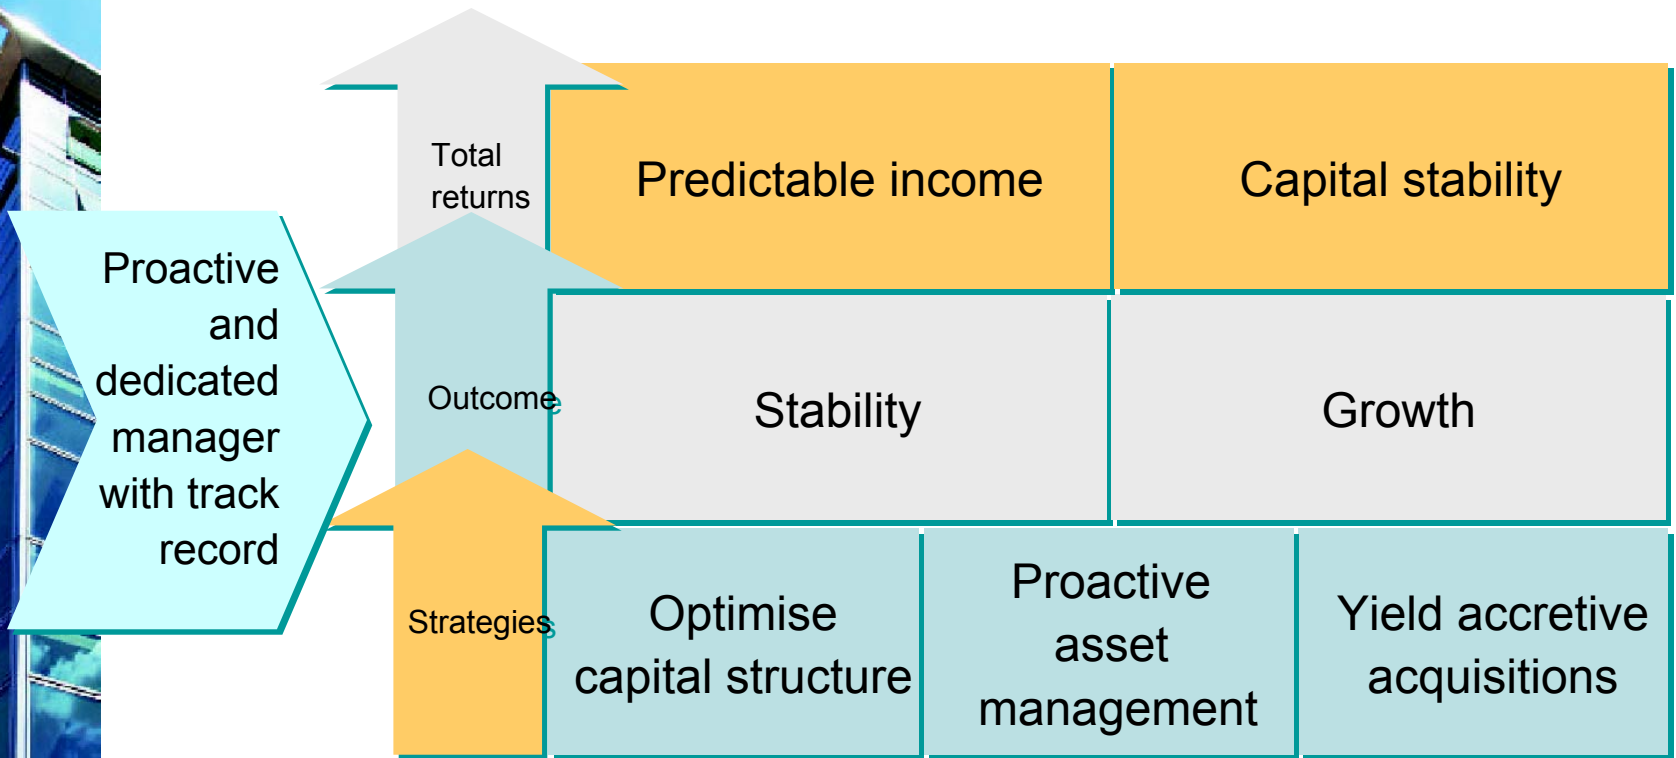 Total
returns
Predictable income
Capital stability
Proactive
and
dedicated
manager
with track
record
Outcome
Stability
Growth
Strategies
Optimise
capital structure
Proactive
asset
management
Yield accretive
acquisitions